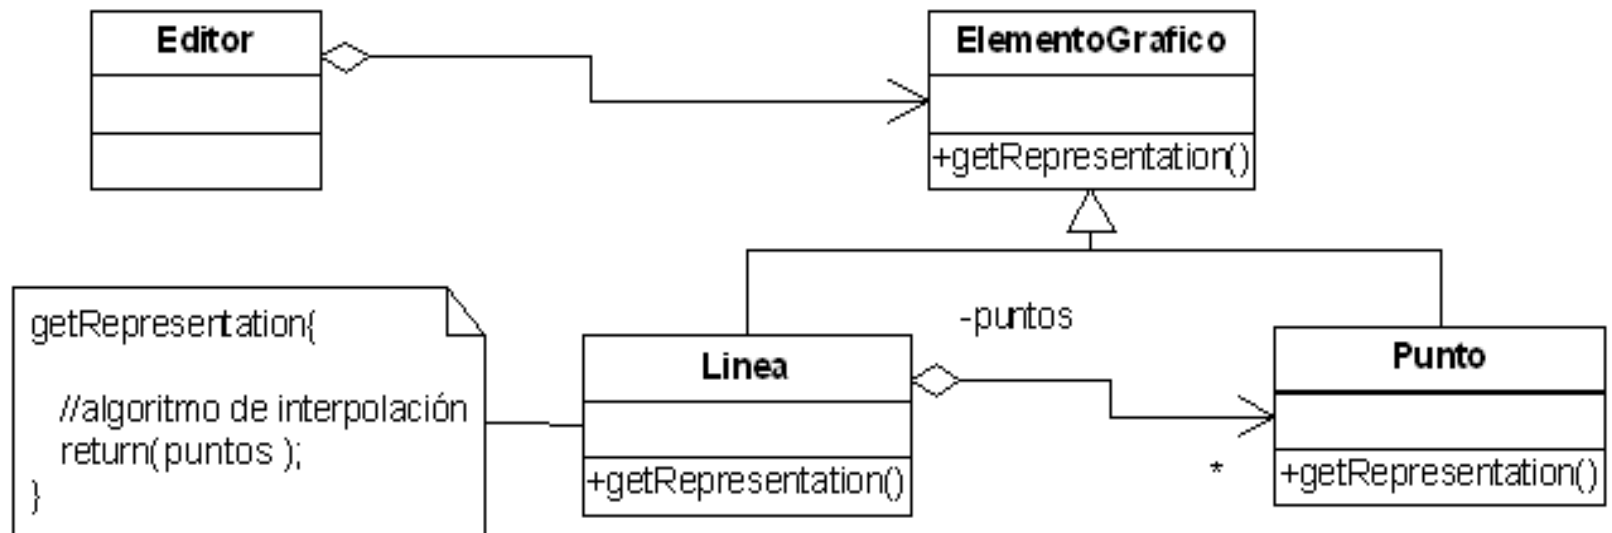 Editor
ElementoGrafico
+getRepresentation()
getRepresentation{
//algoritmo de interpolación
return(puntos );
}
Linea
+getRepresentation()
-puntos
*
Punto
+getRepresentation()